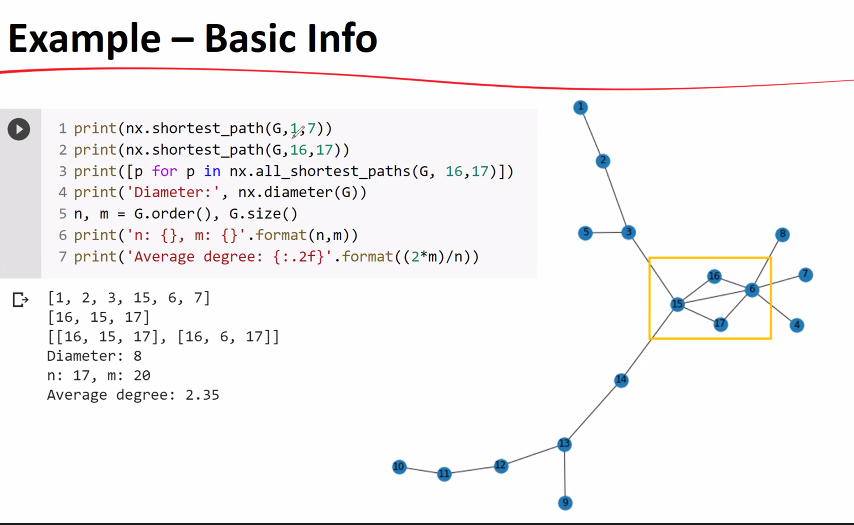 Example – Basic Info
1 print(nx.shortest_path(G,1,7))
2 print(nx.shortest_path(G,16,17))
3 print([p for p in nx.all_shortest_paths(G, 16,17)])
4 print('Diameter:', nx.diameter(G))
5 n, m = G.order(), G.size()
6 print('n: {}, m: {}'.format(n,m))
7 print('Average degree: {:.2f}'.format((2*m)/n))
[1, 2, 3, 15, 6, 7]
[16, 15, 17]
[[16, 15, 17], [16, 6, 17]]
Diameter: 8
n: 17, m: 20
Average degree: 2.35
1
2
5
3
8
16
7
6
15
17
4
14
13
10
11
12
9